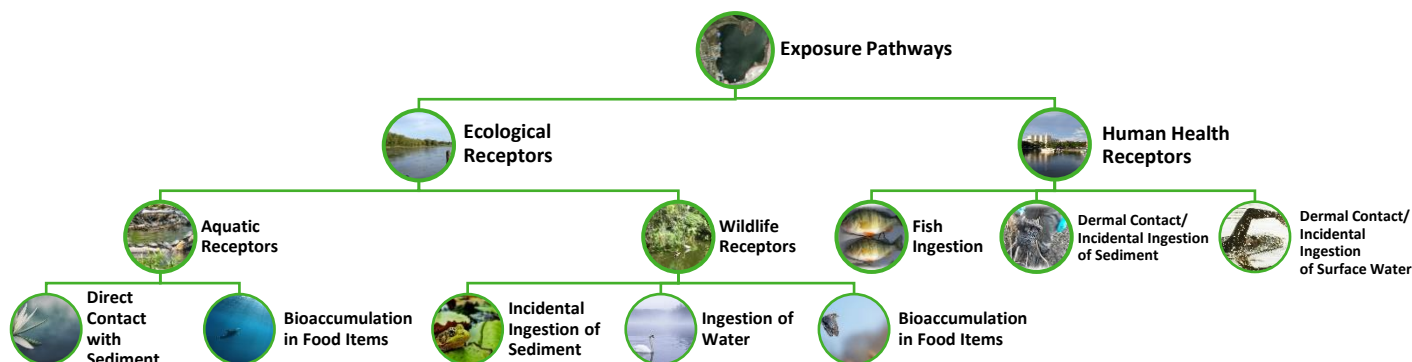 Exposure Pathways
Ecological
Receptors
Human Health
Receptors
Aquatic
Receptors
Wildlife
Receptors
Fish
Ingestion
Dermal Contact/
Incidental Ingestion
of Sediment
Dermal Contact/
Incidental
Ingestion
of Surface Water
Direct
Contact
with
Sediment
Bioaccumulation
in Food Items
Incidental
Ingestion of
Sediment
Ingestion of
Water
Bioaccumulation
in Food Items